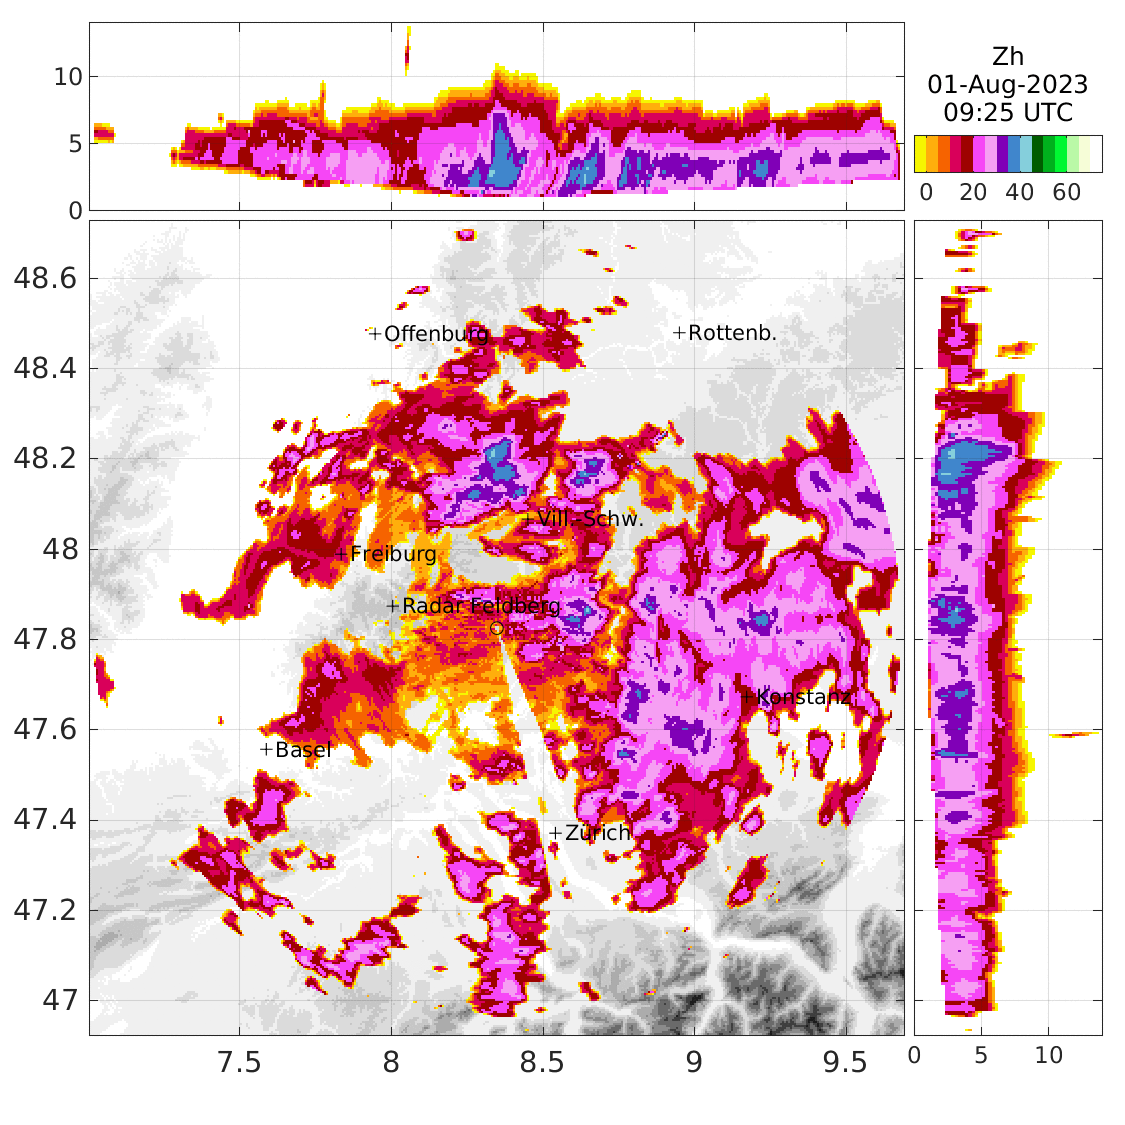 10
5
0
Zh
01-Aug-2023
09:25 UTC
0 20 40 60
48.6
48.4
48.2
48
47.8
47.6
47.4
47.2
47
+Offenburg
+Rottenb.
+Vill.-Schw.
+Freiburg
+Radar Feldberg
+Konstanz
+Basel
+Zürich
7.5 8 8.5 9 9.5
0 5 10